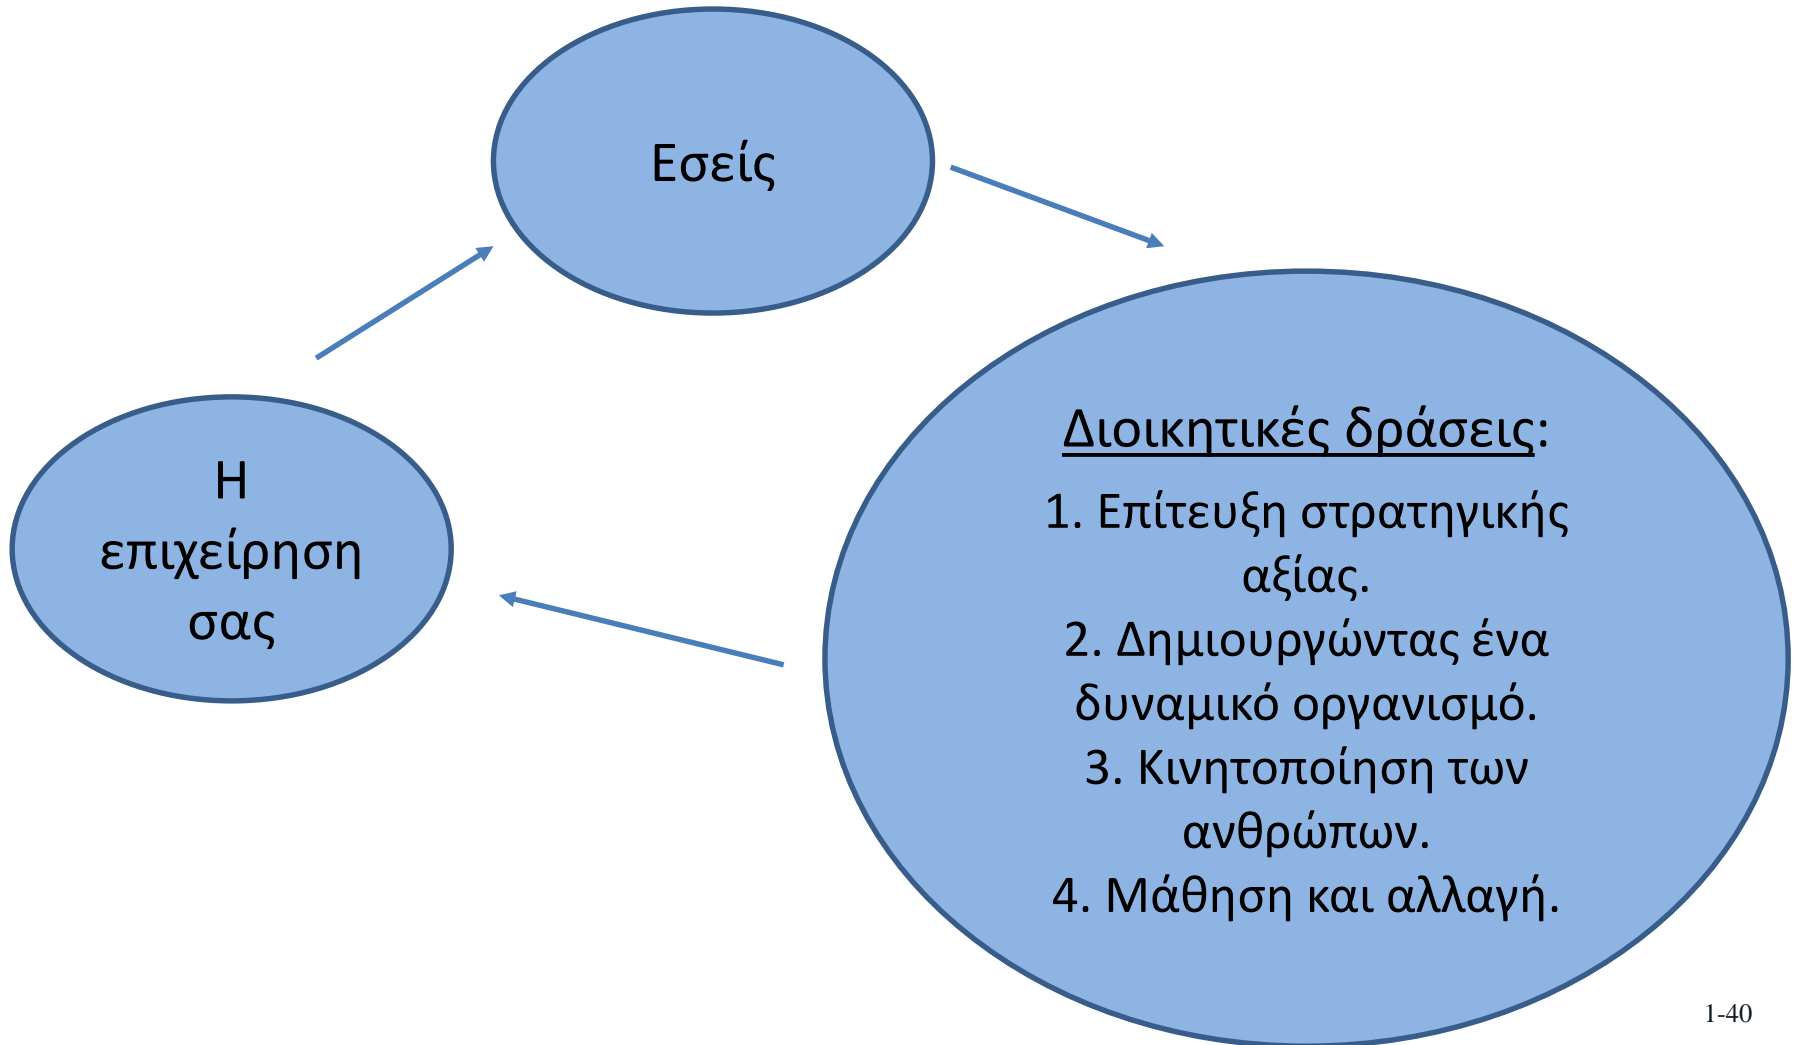 Εσείς
Η
επιχείρηση
σας
Διοικητικές δράσεις:
1. Επίτευξη στρατηγικής
αξίας.
2. Δημιουργώντας ένα
δυναμικό οργανισμό.
3. Κινητοποίηση των
ανθρώπων.
4. Μάθηση και αλλαγή.
1-40